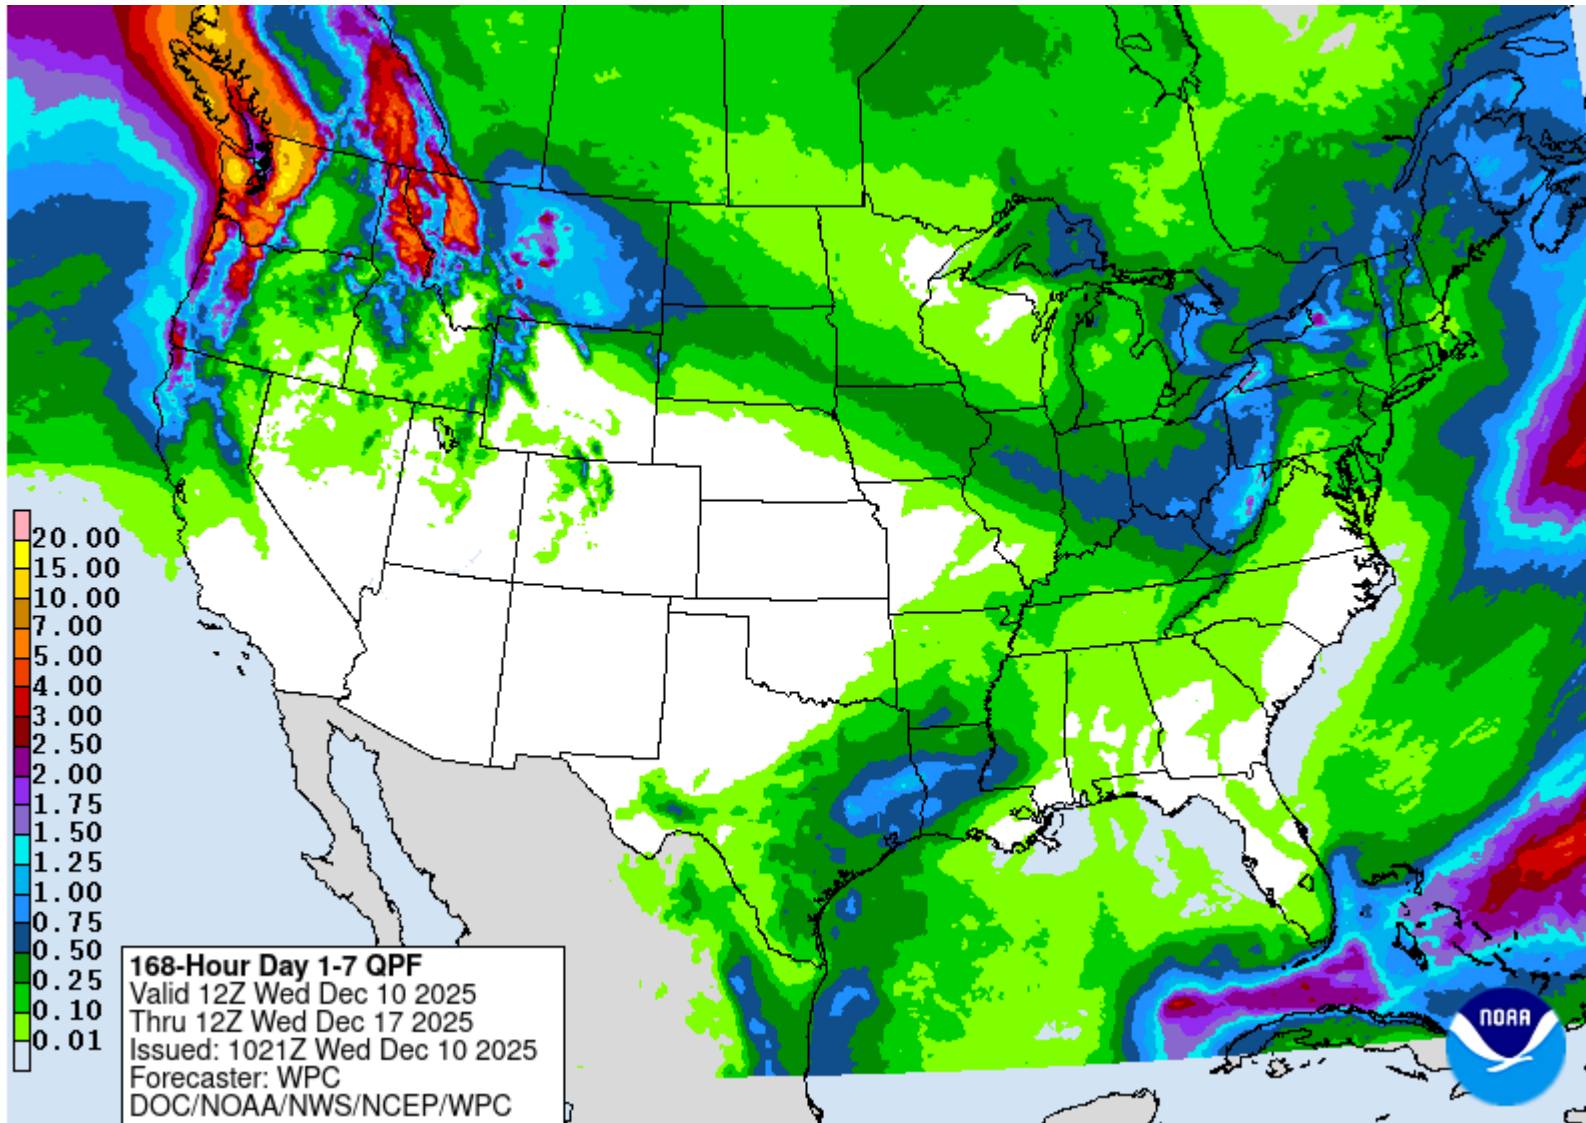 20.00
15.00
10.00
7.00
5.00
4.00
3.00
2.50
2.00
1.75
1.50
1.25
1.00
0.75
0.50
0.25
0.10
0.01
168-Hour Day 1-7 QPF
Valid 12Z Wed Dec 10 2025
Thru 12Z Wed Dec 17 2025
Issued: 1021Z Wed Dec 10 2025
Forecaster: WPC
DOC/NOAA/NWS/NCEP/WPC
NOAA